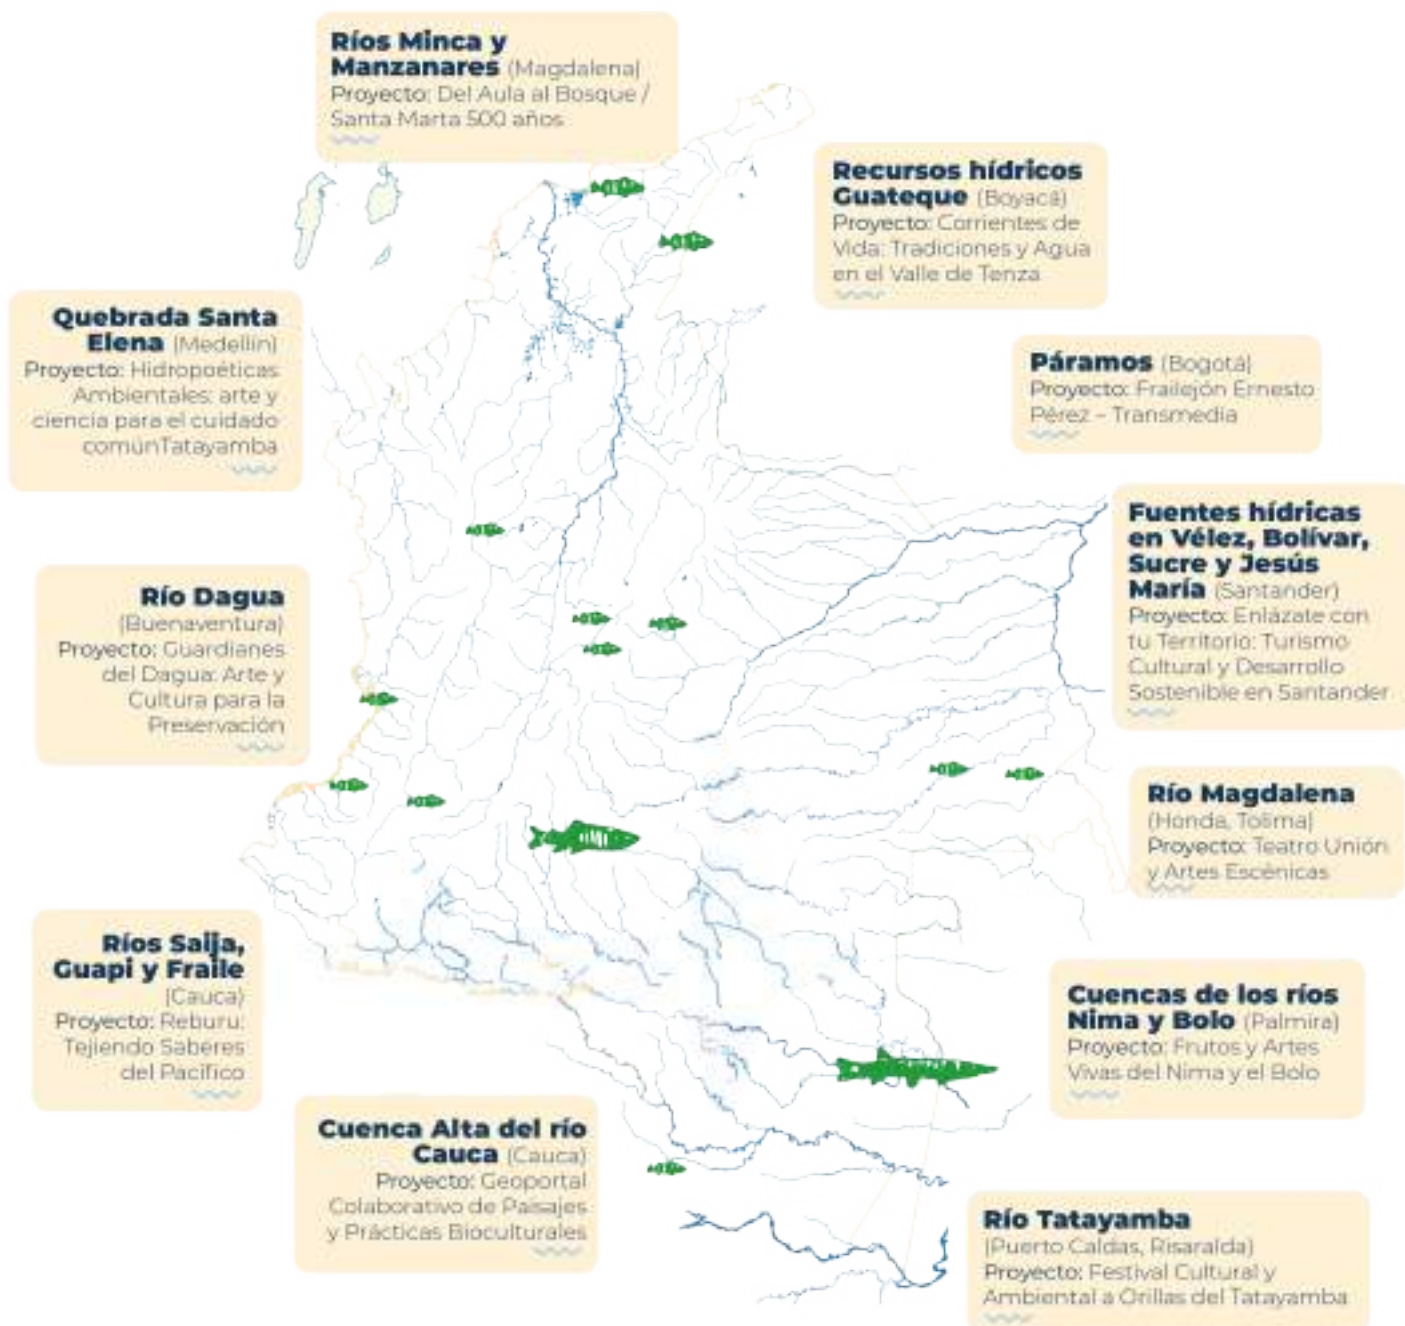 Ríos Minca y
Manzanares (Magdalena)
Proyecto: Del Aula al Bosque /
Santa Marta 500 años
Recursos hídricos
Guateque (Boyacá)
Proyecto: Corrientes de
Vida: Tradiciones y Agua
en el Valle de Tenza
Quebrada Santa
Elena (Medellín)
Proyecto: Hidropoéticas
Ambientales: arte y
ciencia para el cuidado
comúnTatayamba
Páramos (Bogotá)
Proyecto: Frailejón Ernesto
Pérez – Transmedia
Fuentes hídricas
en Vélez, Bolívar,
Sucre y Jesús
María (Santander)
Proyecto: Enlázate con
tu Territorio: Turismo
Cultural y Desarrollo
Sostenible en Santander
Río Dagua
(Buenaventura)
Proyecto: Guardianes
del Dagua: Arte y
Cultura para la
Preservación
Río Magdalena
(Honda, Tolima)
Proyecto: Teatro Unión
y Artes Escénicas
Ríos Saija,
Guapi y Fraile
(Cauca)
Proyecto: Reburu:
Tejiendo Saberes
del Pacífico
Cuencas de los ríos
Nima y Bolo (Palmira)
Proyecto: Frutos y Artes
Vivas del Nima y el Bolo
Cuenca Alta del río
Cauca (Cauca)
Proyecto: Geoportal
Colaborativo de Paisajes
y Prácticas Bioculturales
Río Tatayamba
(Puerto Caldas, Risaralda)
Proyecto: Festival Cultural y
Ambiental a Orillas del Tatayamba